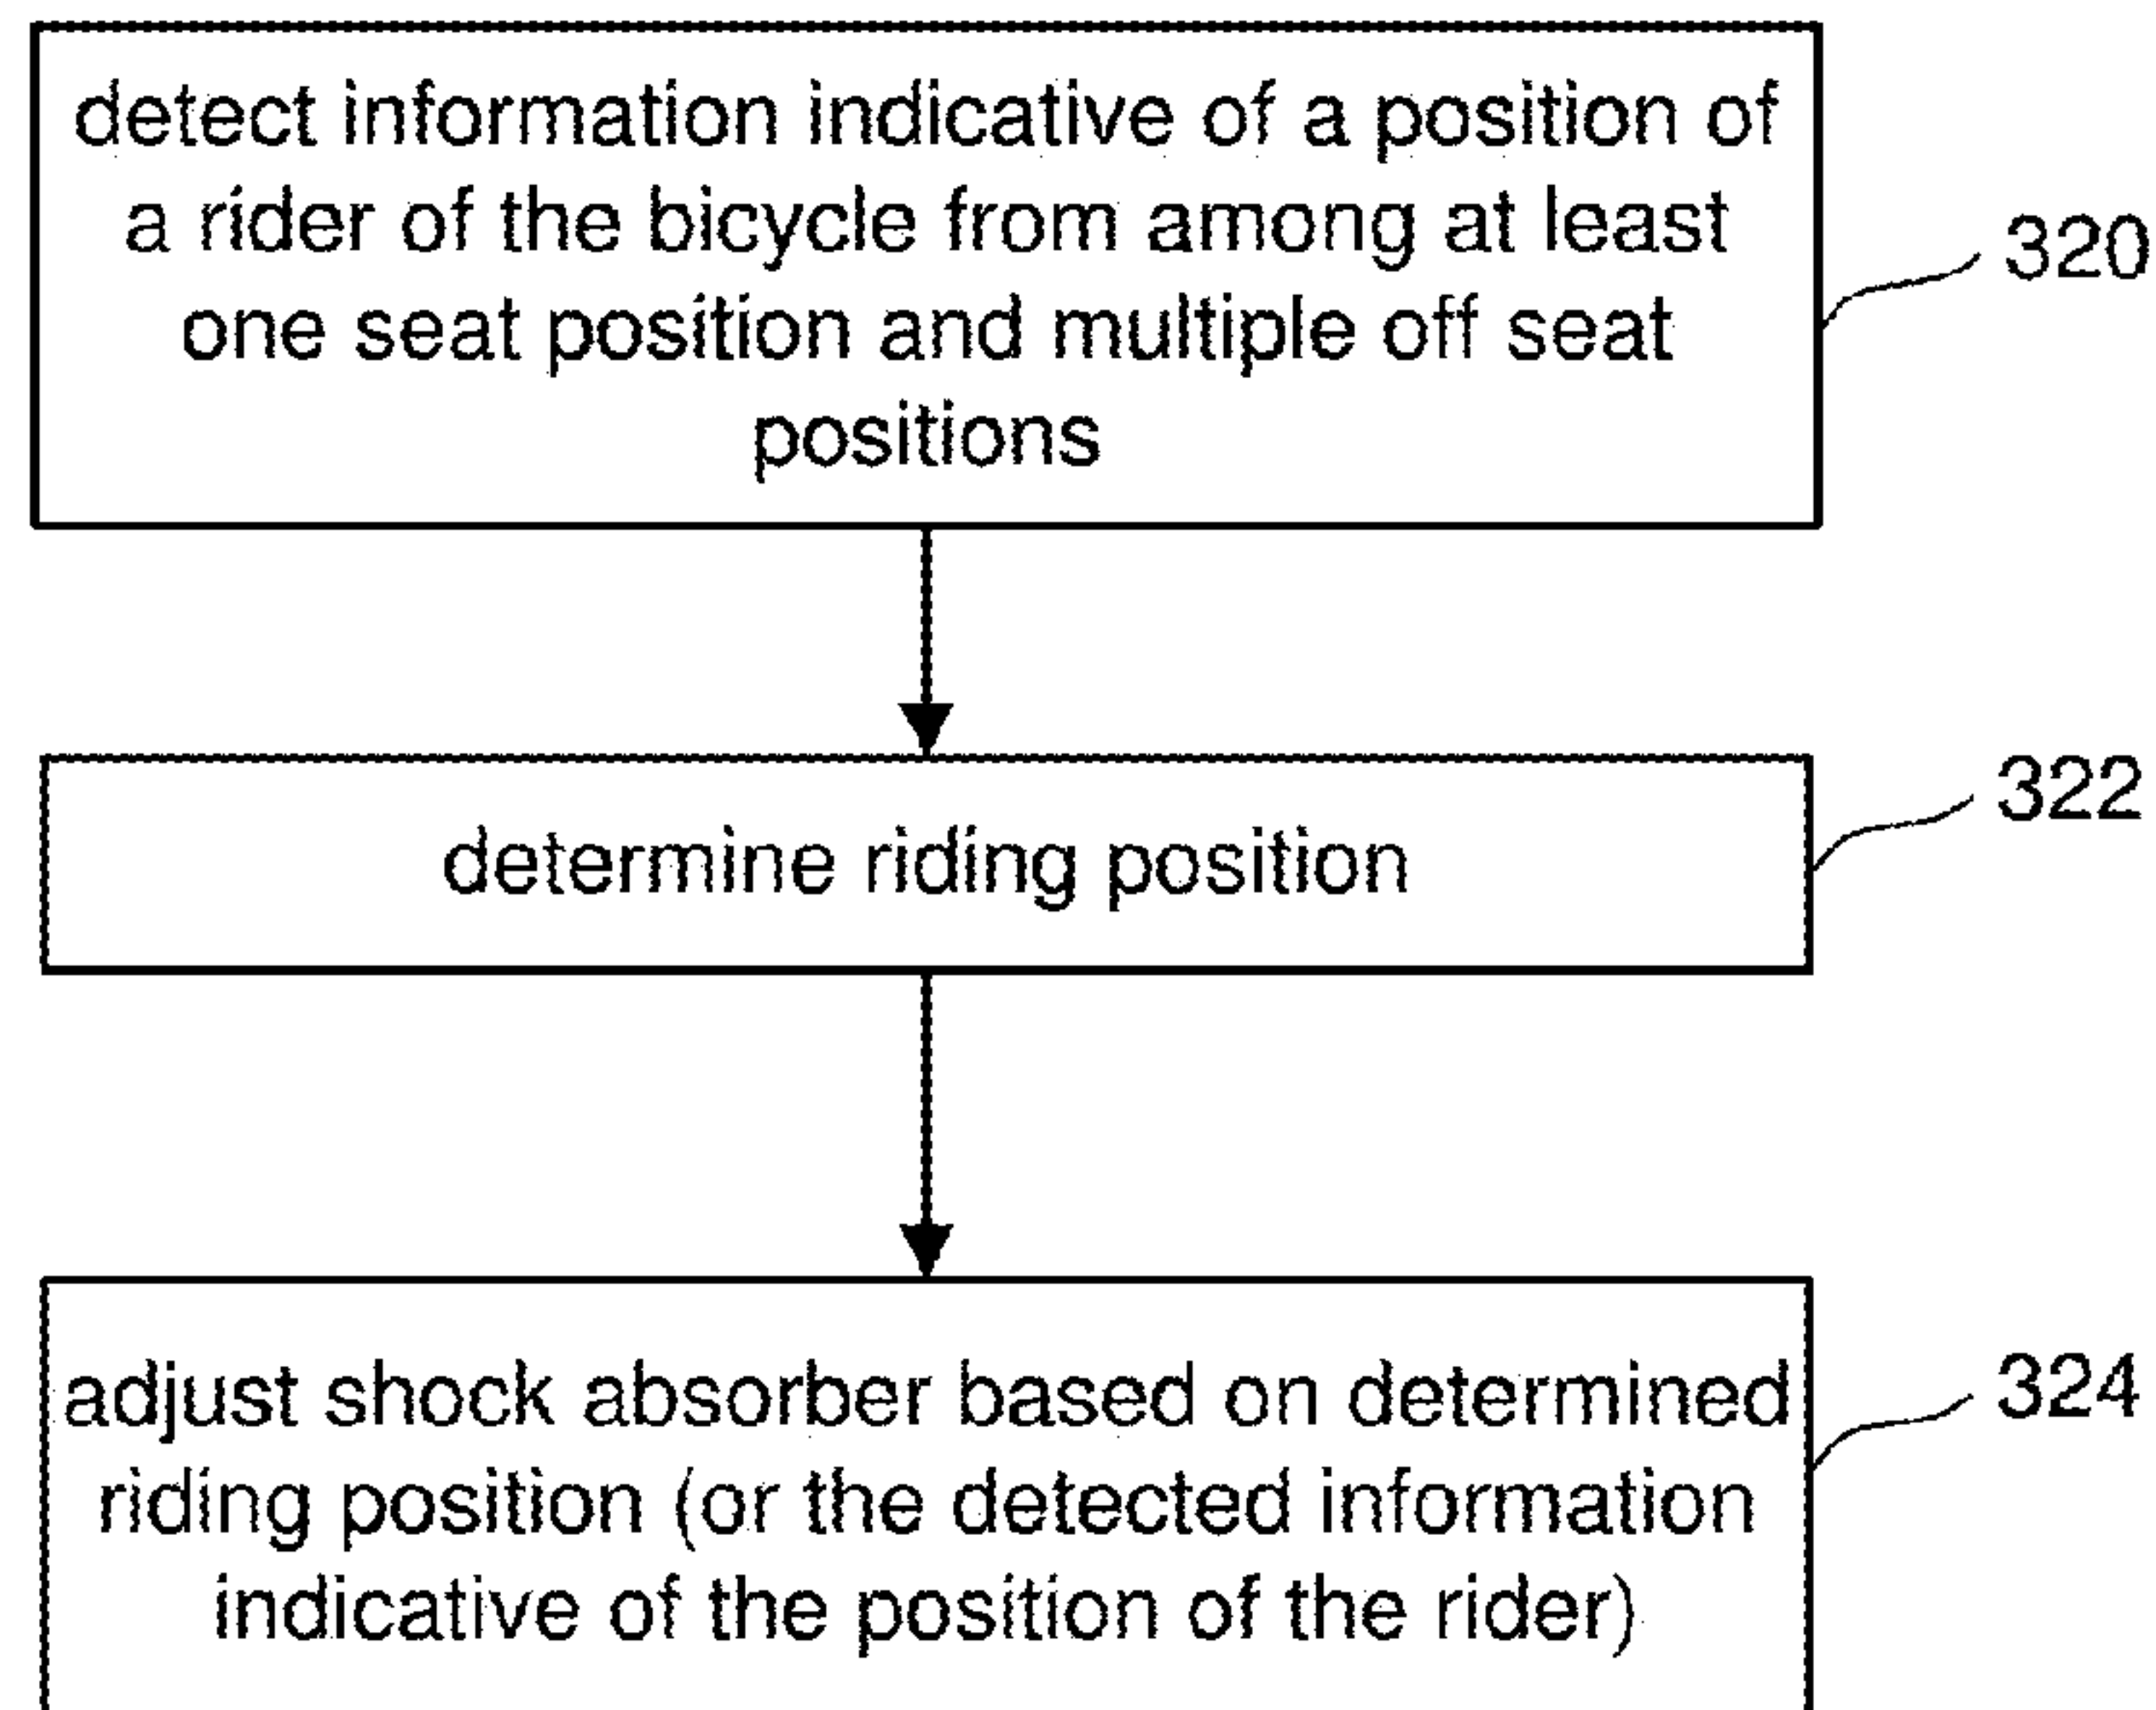 detect information indicative of a position of
a rider of the bicycle from among at least
one seat position and multiple off seat
positions
320
determine riding position
322
adjust shock absorber based on determined
riding position (or the detected information
indicative of the position of the rider)
324